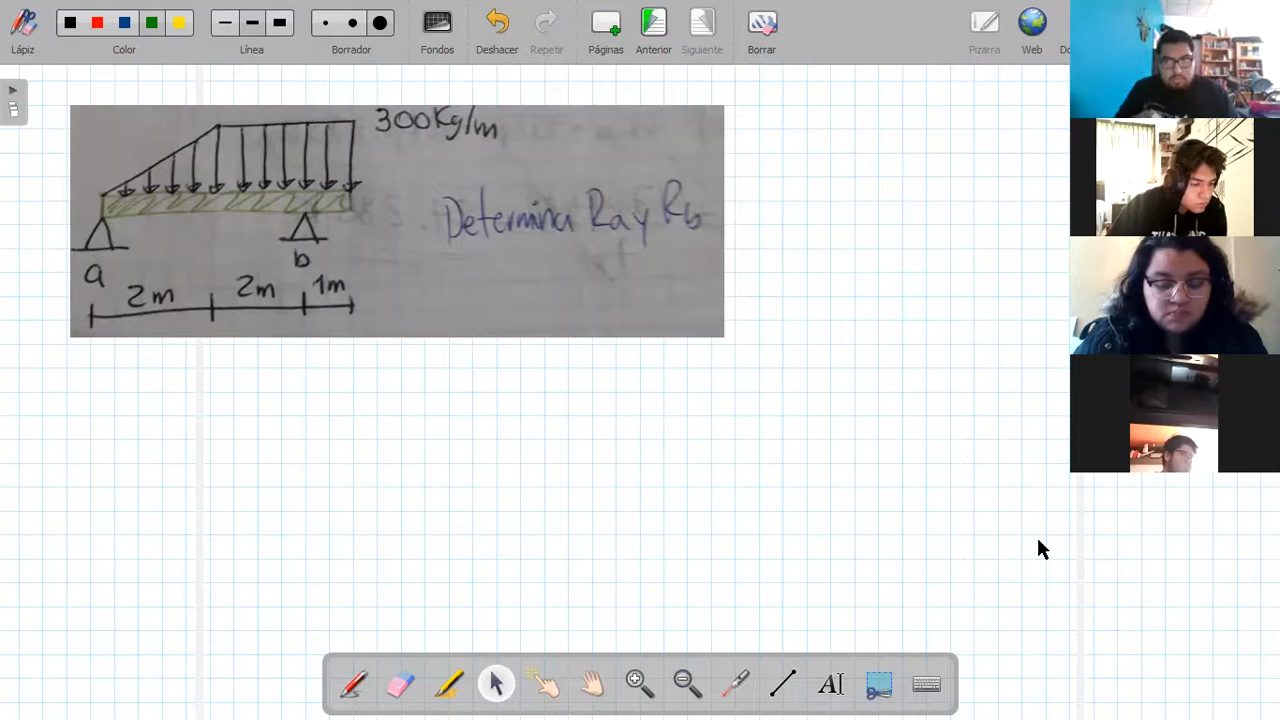 Lápiz
Color
Línea
Borrador
Fondos
Deshacer
Repetir
Páginas
Anterior
Siguiente
Borrar
Pizarra
Web
300Kg/m
Determina Ra y Rb
a
b
2m
2m
1m
AI